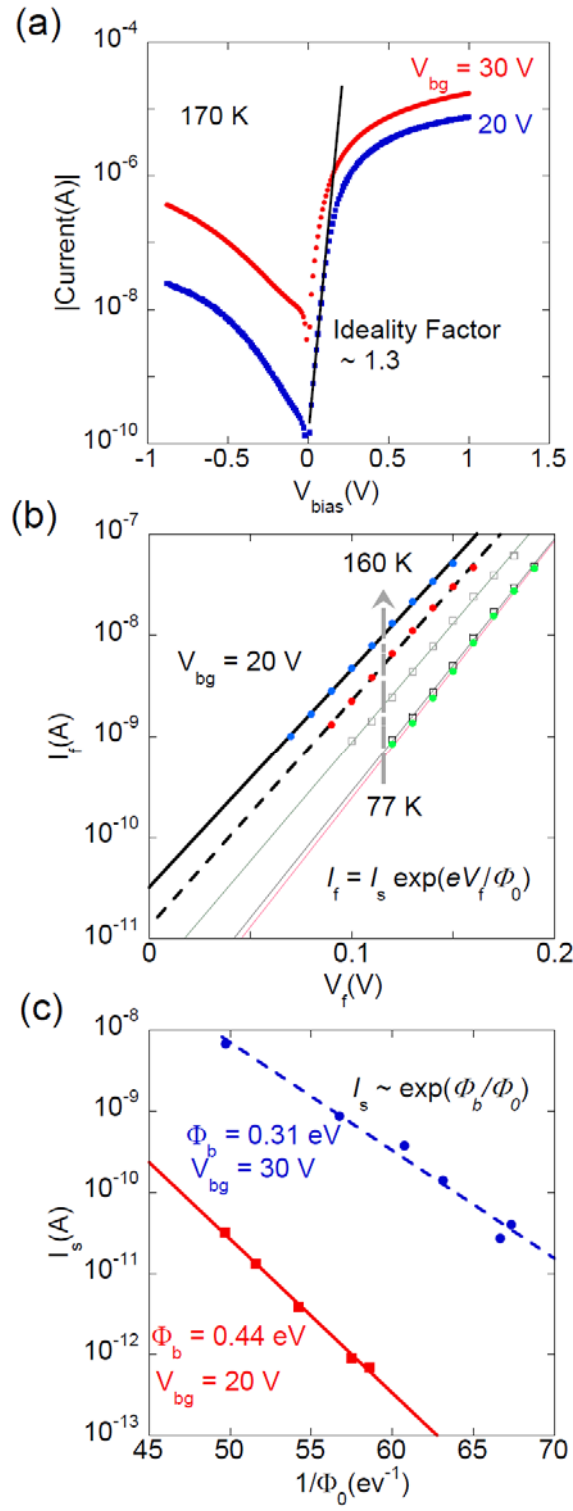 (a)
10⁻⁴
V_bg = 30 V
170 K
20 V
10⁻⁶
|Current(A)|
10⁻⁸
Ideality Factor
~ 1.3
10⁻¹⁰
-1 -0.5 0 0.5 1 1.5
V_bias(V)
(b)
10⁻⁷
160 K
10⁻⁸
V_bg = 20 V
I_f(A)
10⁻⁹
77 K
10⁻¹⁰
I_f = I_s exp(eV_f/Φ₀)
10⁻¹¹
0 0.1 0.2
V_f(V)
(c)
10⁻⁸
I_s ~ exp(Φ_b/Φ₀)
10⁻⁹
Φ_b = 0.31 eV
V_bg = 30 V
10⁻¹⁰
I_s(A)
10⁻¹¹
Φ_b = 0.44 eV
10⁻¹²
V_bg = 20 V
10⁻¹³
45 50 55 60 65 70
1/Φ₀(ev⁻¹)